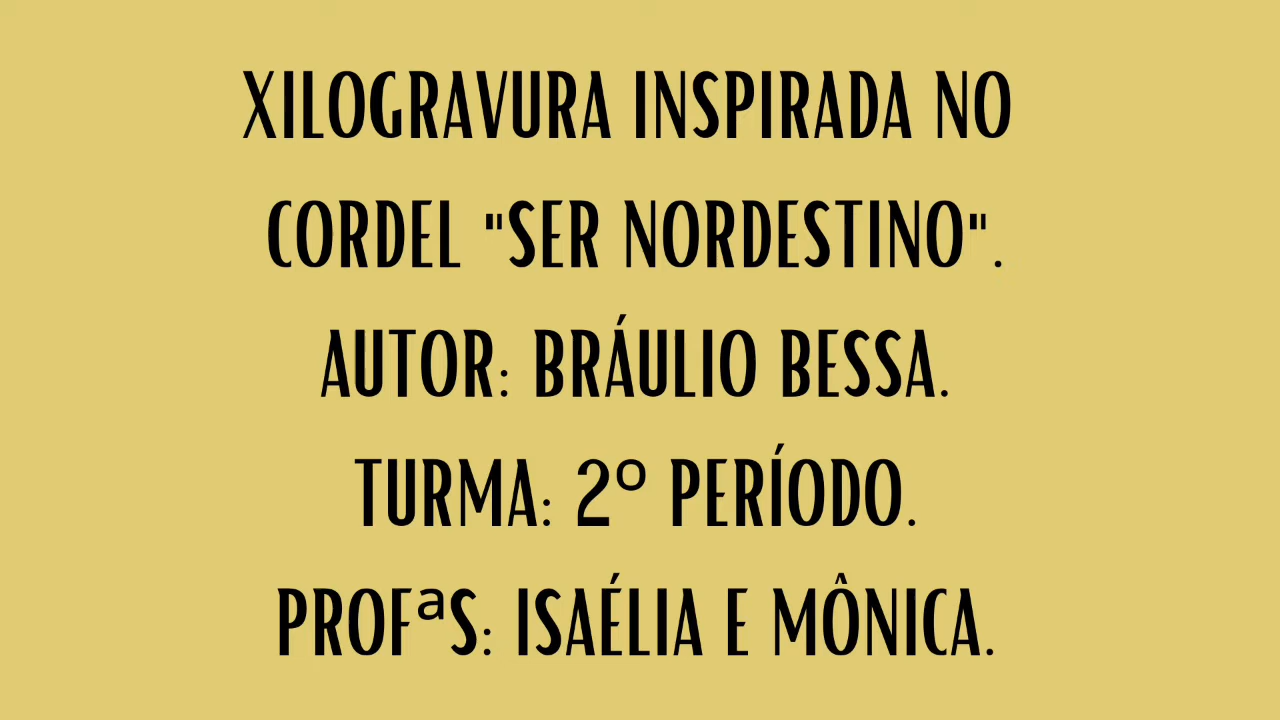 XILOGRAVURA INSPIRADA NO
CORDEL "SER NORDESTINO".
AUTOR: BRÁULIO BESSA.
TURMA: 2º PERÍODO.
PROFªS: ISAÉLIA E MÔNICA.